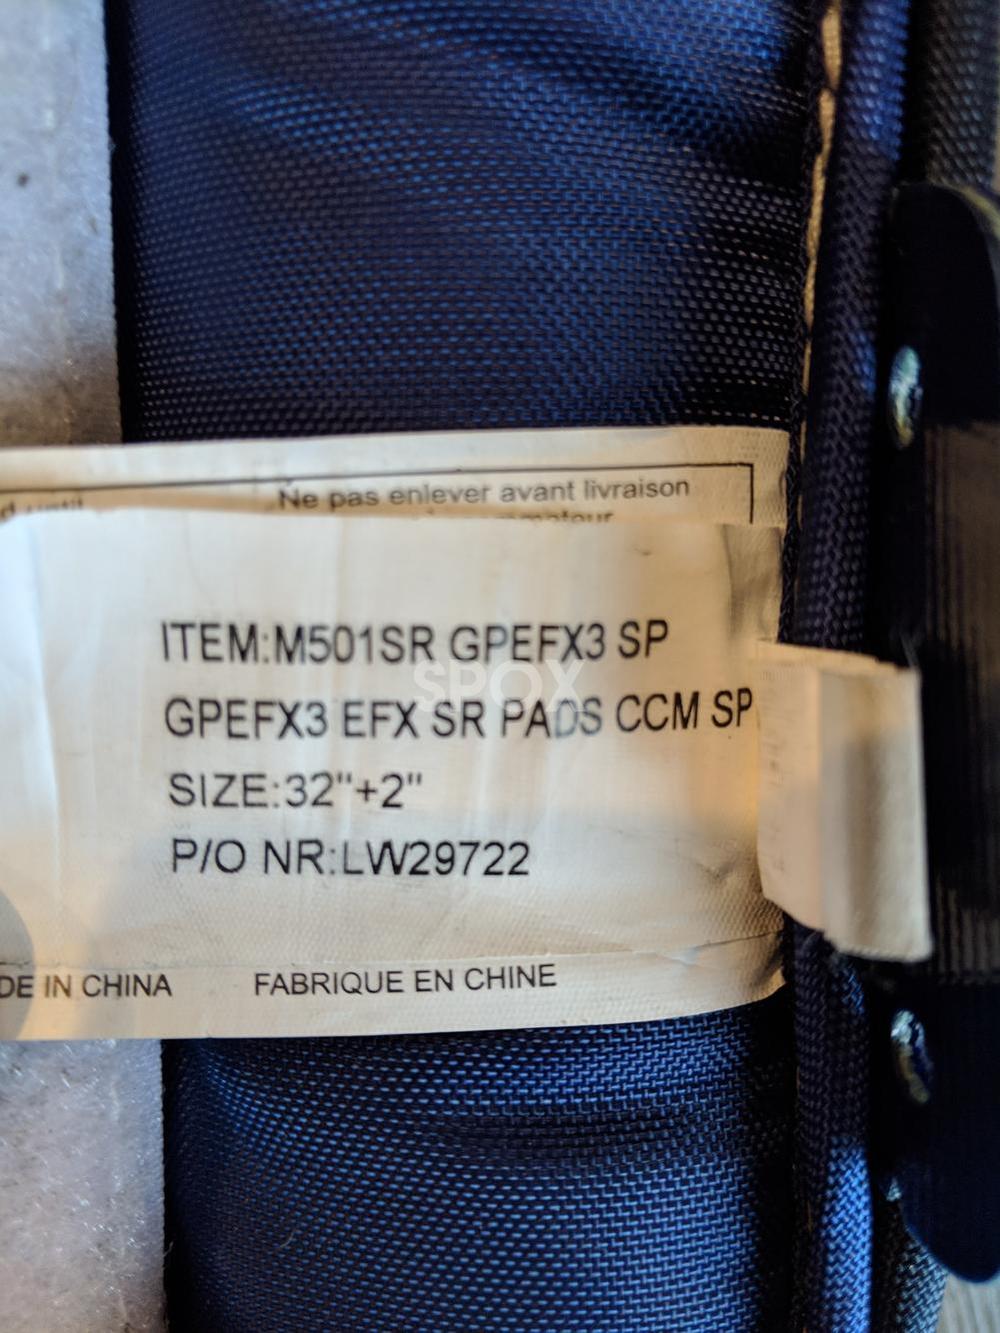 Ne pas enlever avant livraison
ITEM:M501SR GPEFX3 SP
SPOX
GPEFX3 EFX SR PADS CCM SP
SIZE:32"+2"
P/O NR:LW29722
DE IN CHINA FABRIQUE EN CHINE